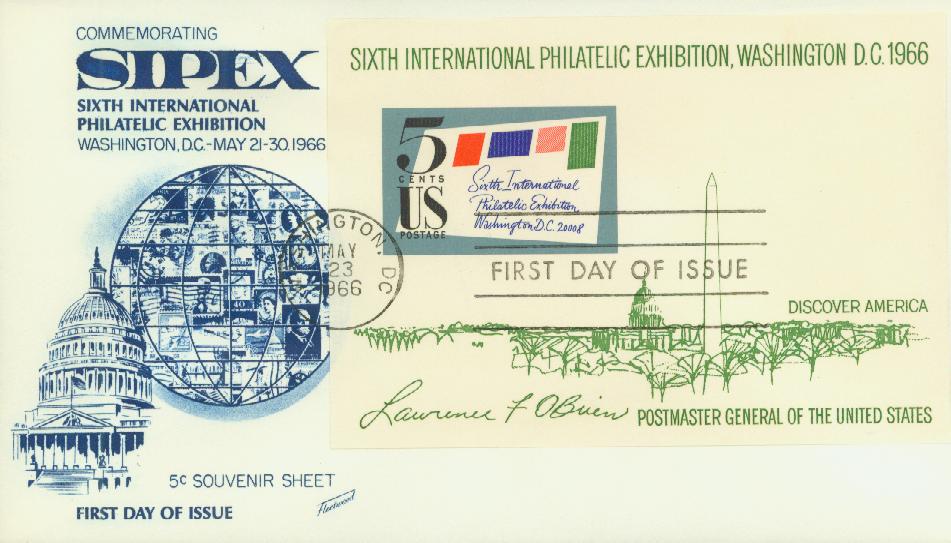 COMMEMORATING
SIPEX
SIXTH INTERNATIONAL
PHILATELIC EXHIBITION
WASHINGTON, D.C. - MAY 21-30, 1966
5¢ SOUVENIR SHEET
FIRST DAY OF ISSUE
Fleetwood
SIXTH INTERNATIONAL PHILATELIC EXHIBITION, WASHINGTON D.C. 1966
5
CENTS
US
POSTAGE
Sixth International
Philatelic Exhibition,
Washington D.C. 20008
WASHINGTON, DC
MAY
23
1966
FIRST DAY OF ISSUE
DISCOVER AMERICA
Lawrence F O'Brien POSTMASTER GENERAL OF THE UNITED STATES